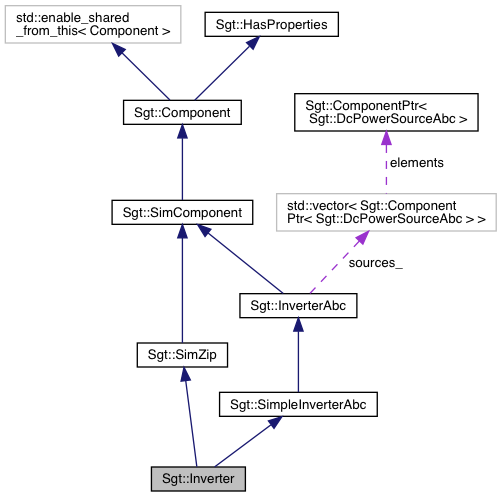 std::enable_shared
_from_this< Component >
Sgt::HasProperties
Sgt::Component
Sgt::ComponentPtr<
Sgt::DcPowerSourceAbc >
elements
Sgt::SimComponent
std::vector< Sgt::Component
Ptr< Sgt::DcPowerSourceAbc > >
sources_
Sgt::InverterAbc
Sgt::SimZip
Sgt::SimpleInverterAbc
Sgt::Inverter